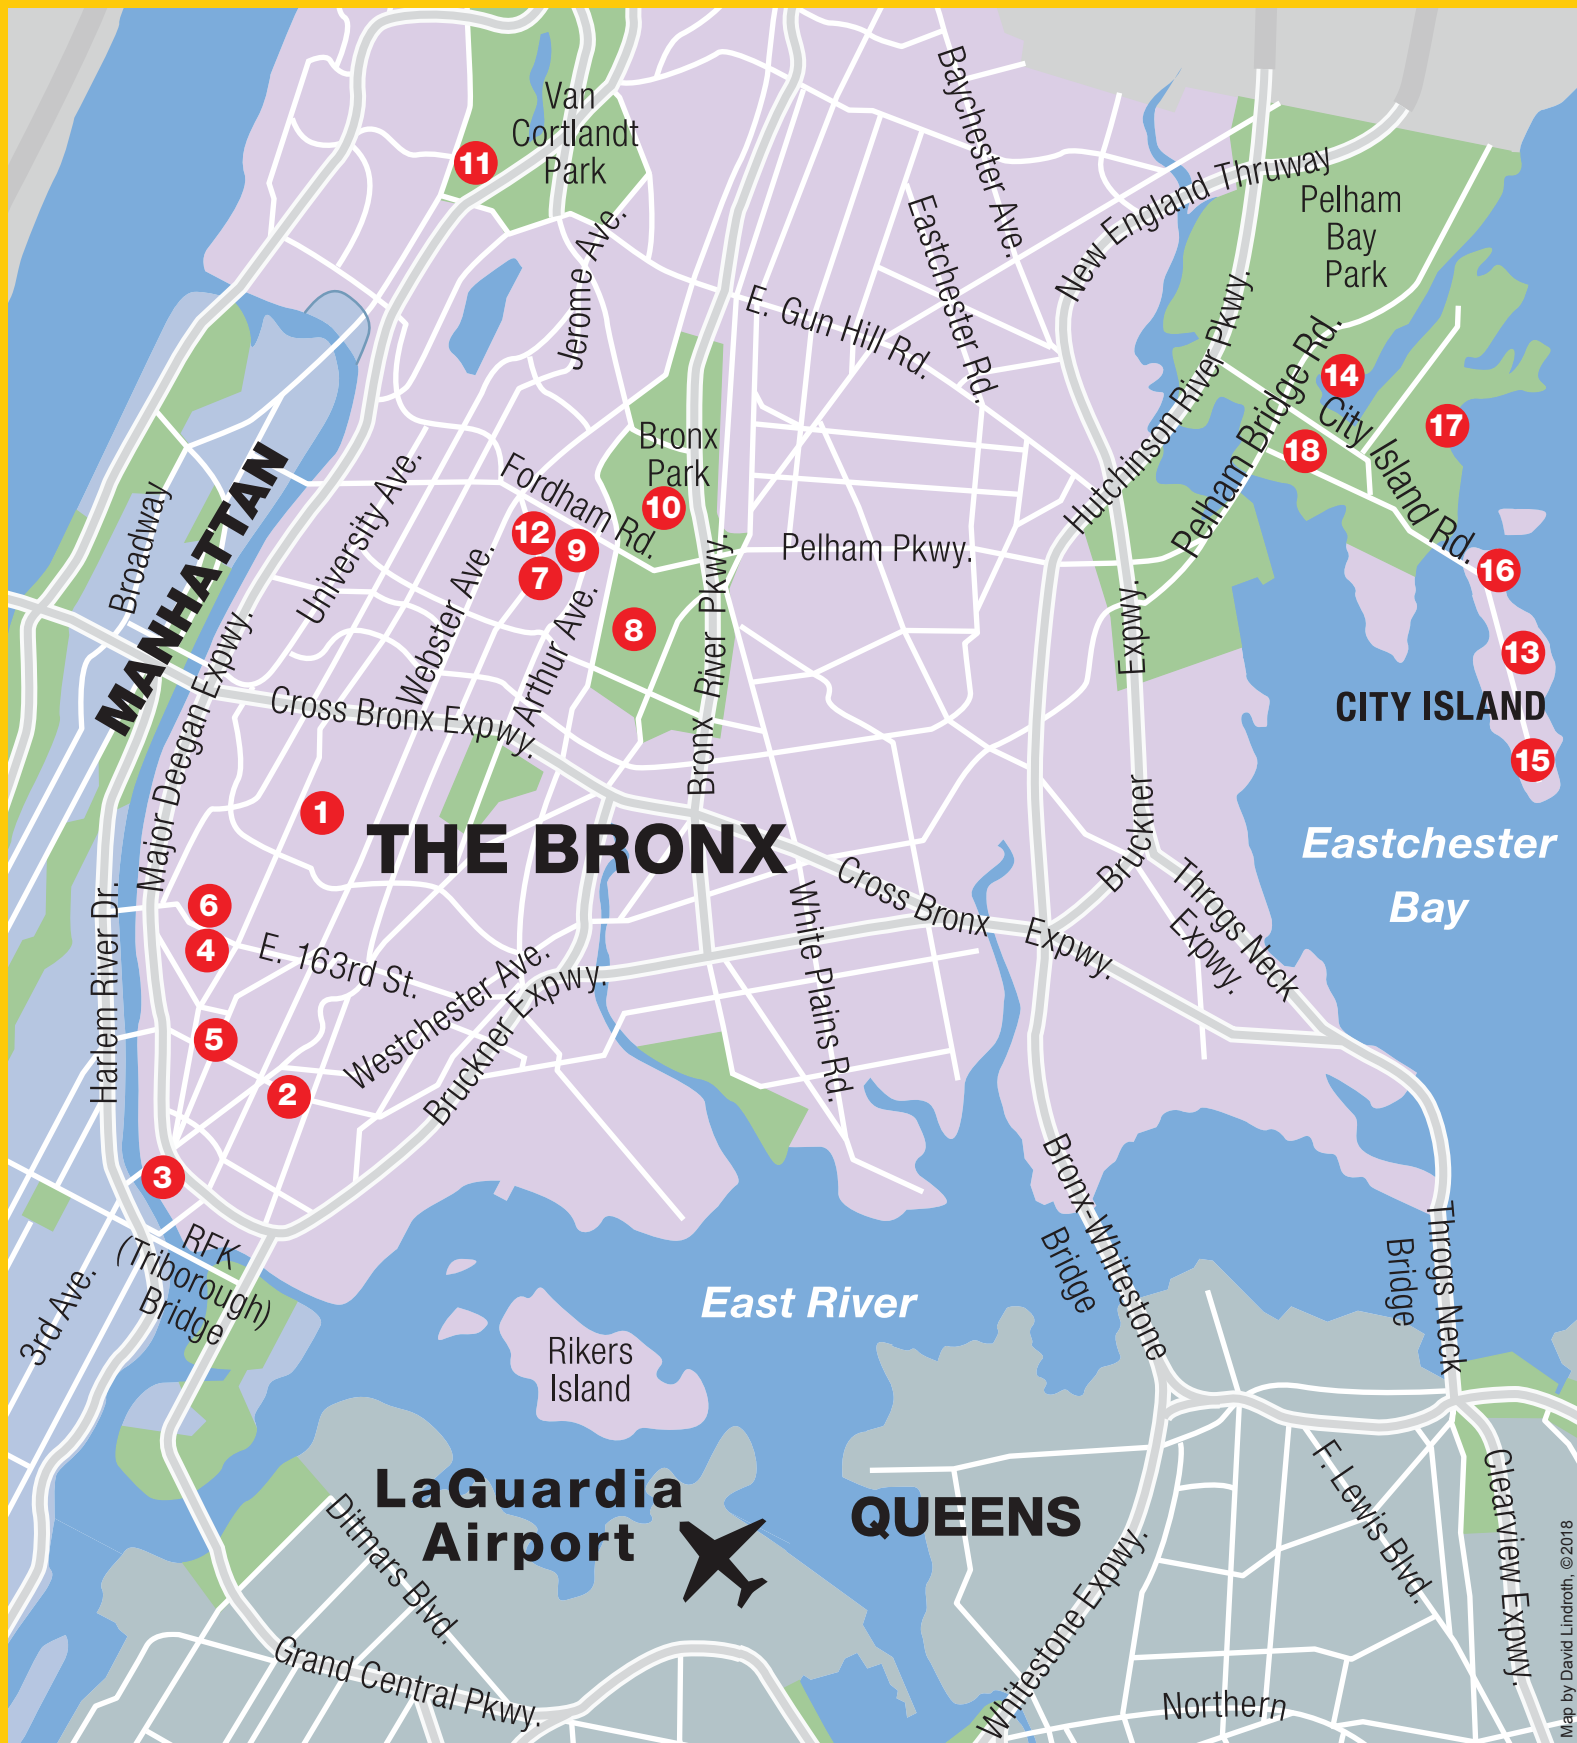 Van
Cortlandt
Park
11
Baychester Ave.
New England Thruway
Pelham
Bay
Park
Jerome Ave.
Eastchester Rd.
E. Gun Hill Rd.
Hutchinson River Pkwy.
Pelham Bridge Rd.
14
City Island Rd.
17
18
Bronx
Park
10
Fordham Rd.
12
9
7
8
University Ave.
Webster Ave.
Arthur Ave.
Broadway
MANHATTAN
Pelham Pkwy.
16
13
CITY ISLAND
15
Major Deegan Expwy.
Cross Bronx Expwy.
Bronx River Pkwy.
Bruckner Expwy.
1
THE BRONX
Eastchester
Bay
6
4
5
2
3
E. 163rd St.
Harlem River Dr.
Westchester Ave.
Bruckner Expwy.
White Plains Rd.
Cross Bronx Expwy.
Throgs Neck
Expwy.
RFK
(Triborough)
Bridge
3rd Ave.
East River
Rikers
Island
Bronx-Whitestone
Bridge
Throgs Neck
Bridge
LaGuardia
Airport
QUEENS
Ditmars Blvd.
Grand Central Pkwy.
Whitestone Expwy.
F. Lewis Blvd.
Clearview Expwy.
Northern
Map by David Lindroth, ©2018